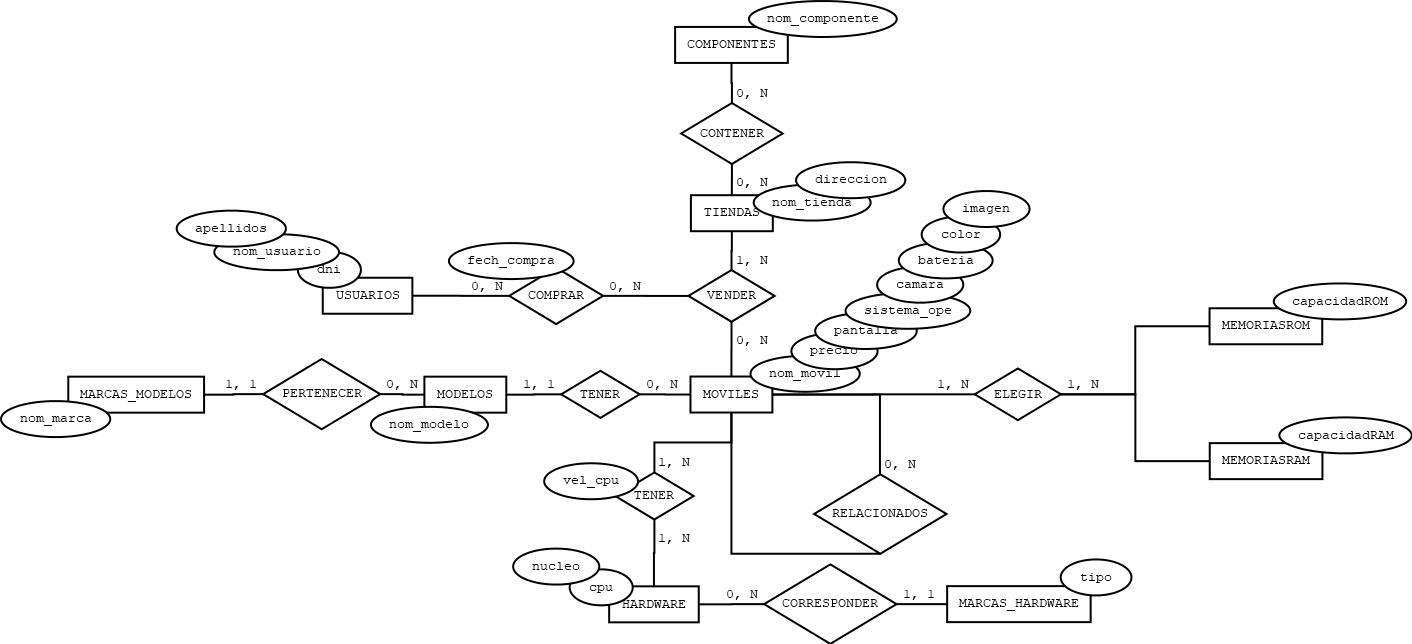 nom_componente
COMPONENTES
0, N
CONTENER
direccion
0, N
nom_tienda
TIENDAS
imagen
apellidos
color
nom_usuario
1, N
fech_compra
bateria
dni
camara
0, N
0, N
USUARIOS
COMPRAR
VENDER
capacidadROM
sistema_ope
MEMORIASROM
pantalla
0, N
precio
nom_movil
1, 1
0, N
1, 1
0, N
1, N
1, N
MARCAS_MODELOS
PERTENECER
MODELOS
TENER
MOVILES
ELEGIR
nom_marca
nom_modelo
capacidadRAM
MEMORIASRAM
1, N
0, N
vel_cpu
TENER
RELACIONADOS
1, N
nucleo
tipo
cpu
0, N
1, 1
HARDWARE
CORRESPONDER
MARCAS_HARDWARE